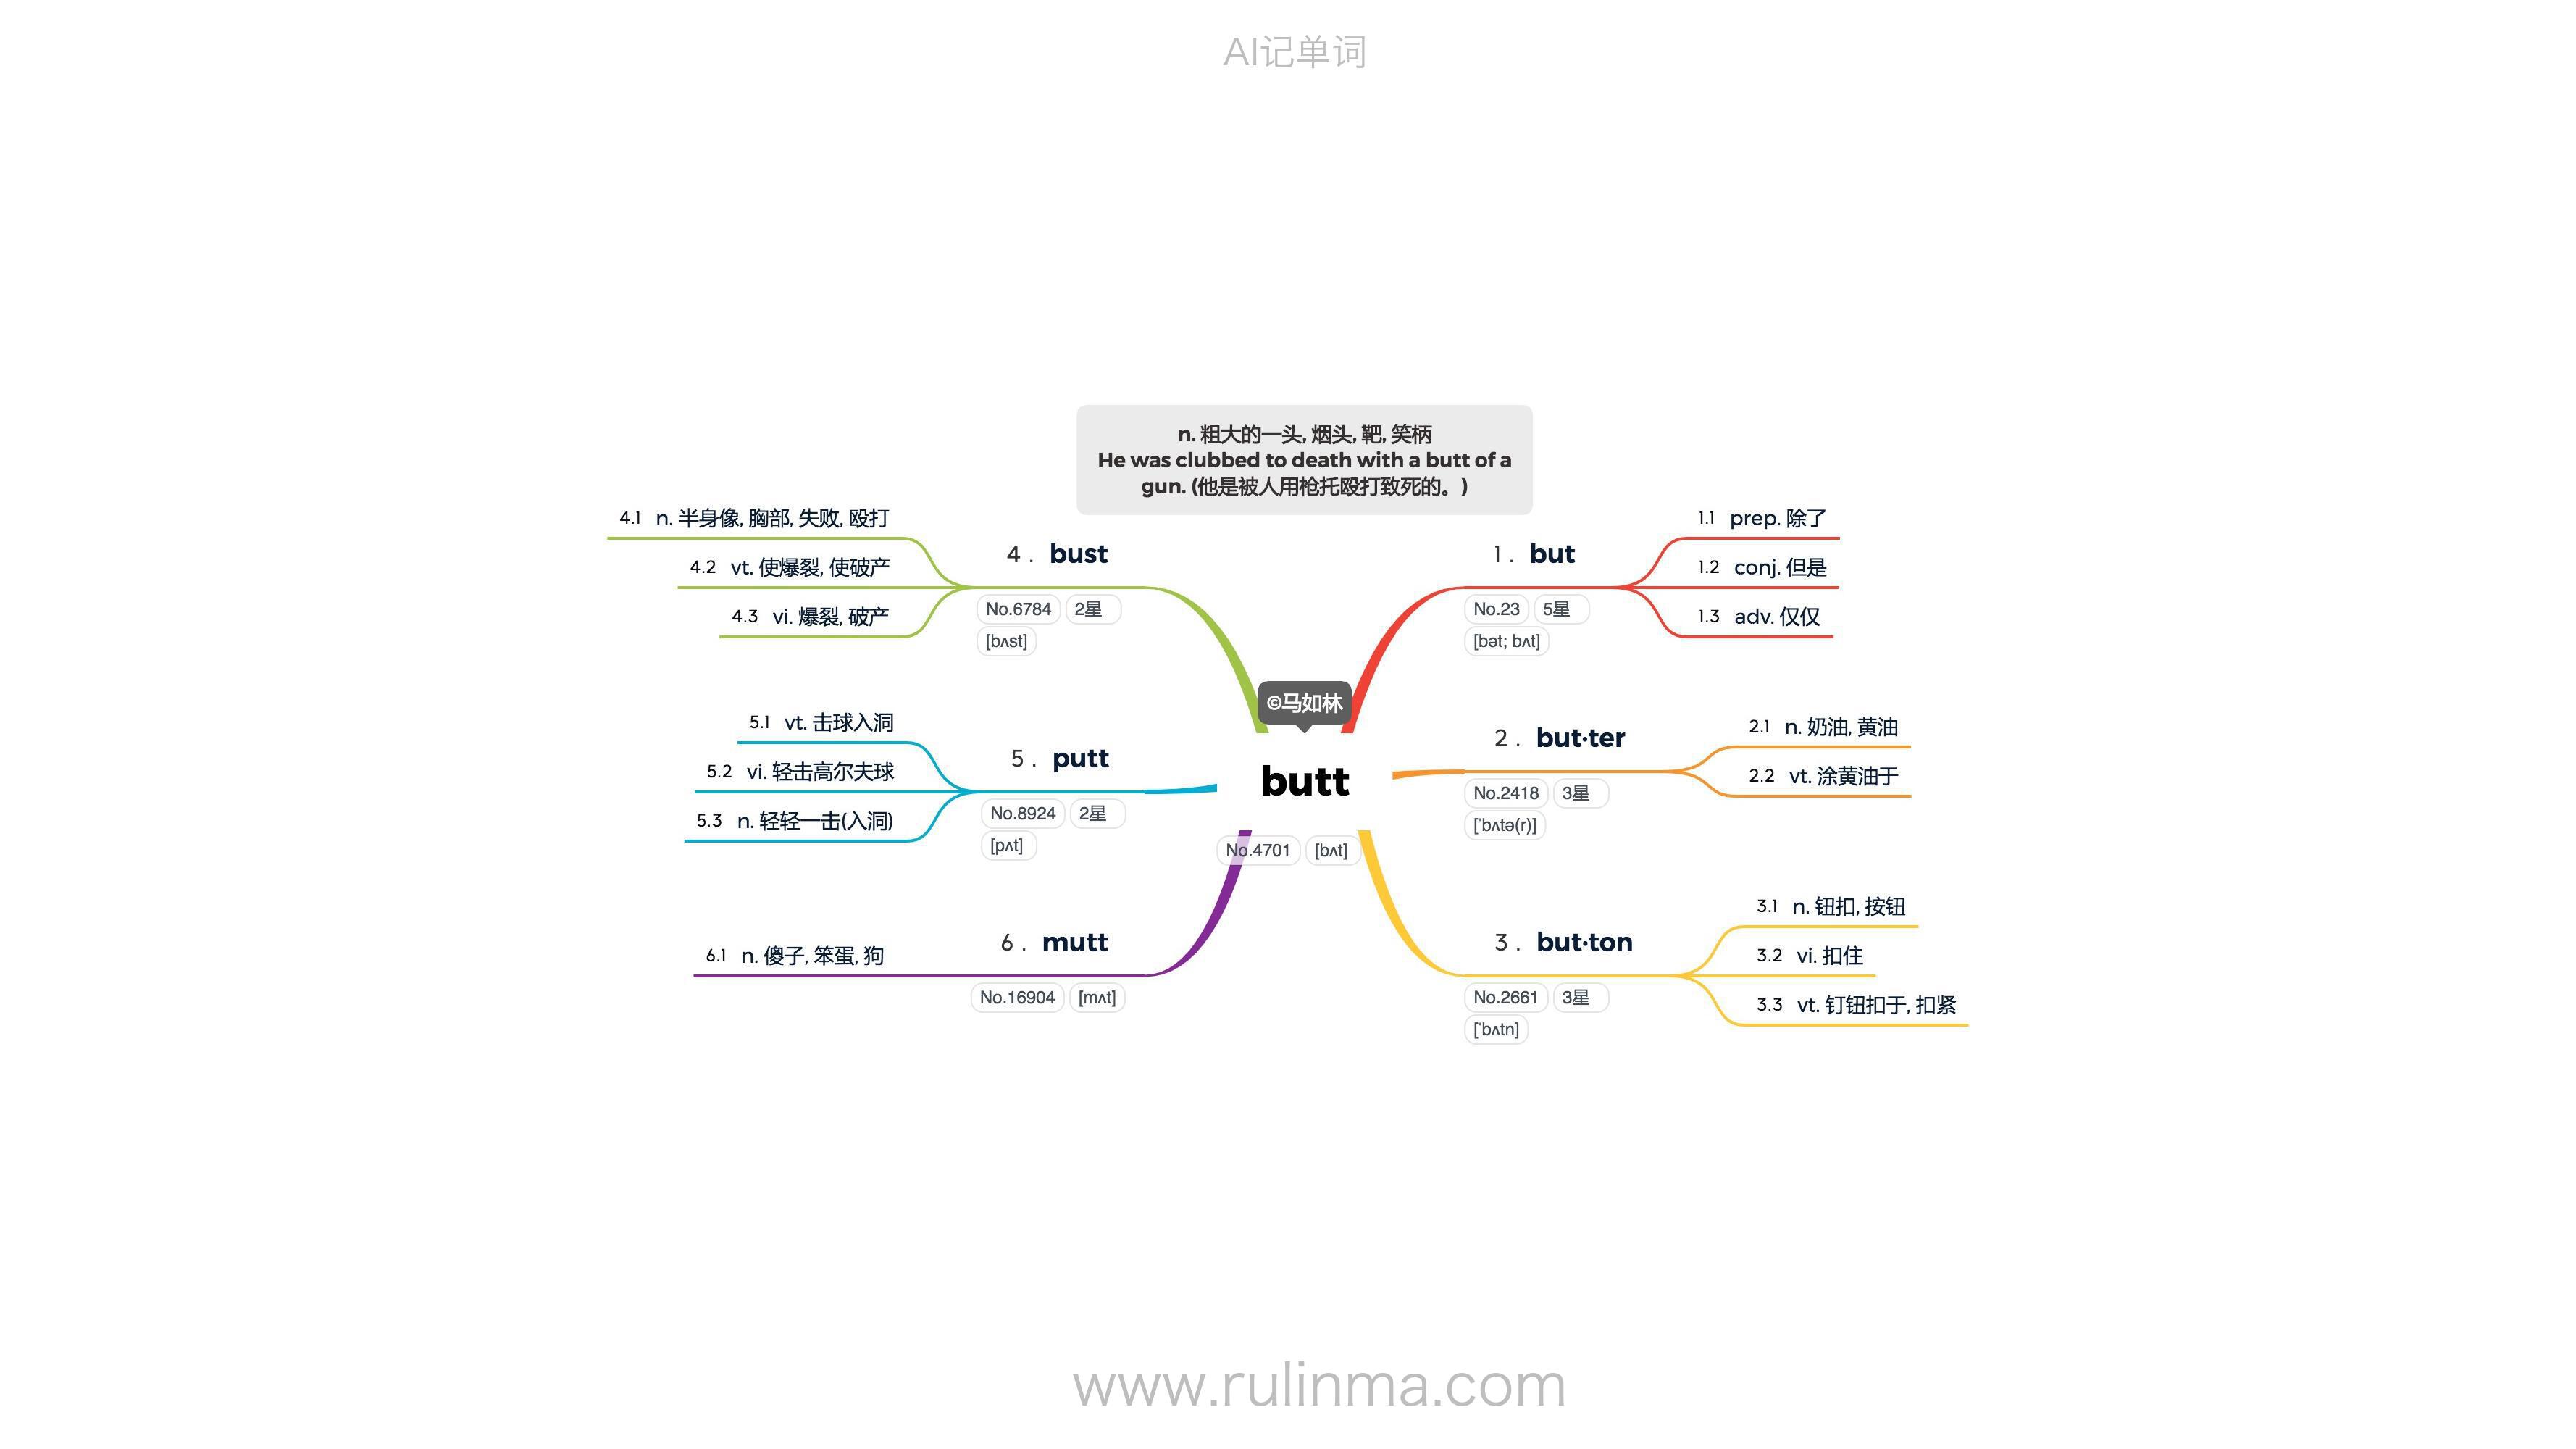 AI记单词
n. 粗大的一头, 烟头, 靶, 笑柄
He was clubbed to death with a butt of a
gun. (他是被人用枪托殴打致死的。)
©马如林
butt
No.4701 [bʌt]
1 . but
No.23 5星
[bət; bʌt]
1.1 prep. 除了
1.2 conj. 但是
1.3 adv. 仅仅
2 . but·ter
No.2418 3星
[ˈbʌtə(r)]
2.1 n. 奶油, 黄油
2.2 vt. 涂黄油于
3 . but·ton
No.2661 3星
[ˈbʌtn]
3.1 n. 钮扣, 按钮
3.2 vi. 扣住
3.3 vt. 钉钮扣于, 扣紧
4 . bust
No.6784 2星
[bʌst]
4.1 n. 半身像, 胸部, 失败, 殴打
4.2 vt. 使爆裂, 使破产
4.3 vi. 爆裂, 破产
5 . putt
No.8924 2星
[pʌt]
5.1 vt. 击球入洞
5.2 vi. 轻击高尔夫球
5.3 n. 轻轻一击(入洞)
6 . mutt
No.16904 [mʌt]
6.1 n. 傻子, 笨蛋, 狗
www.rulinma.com